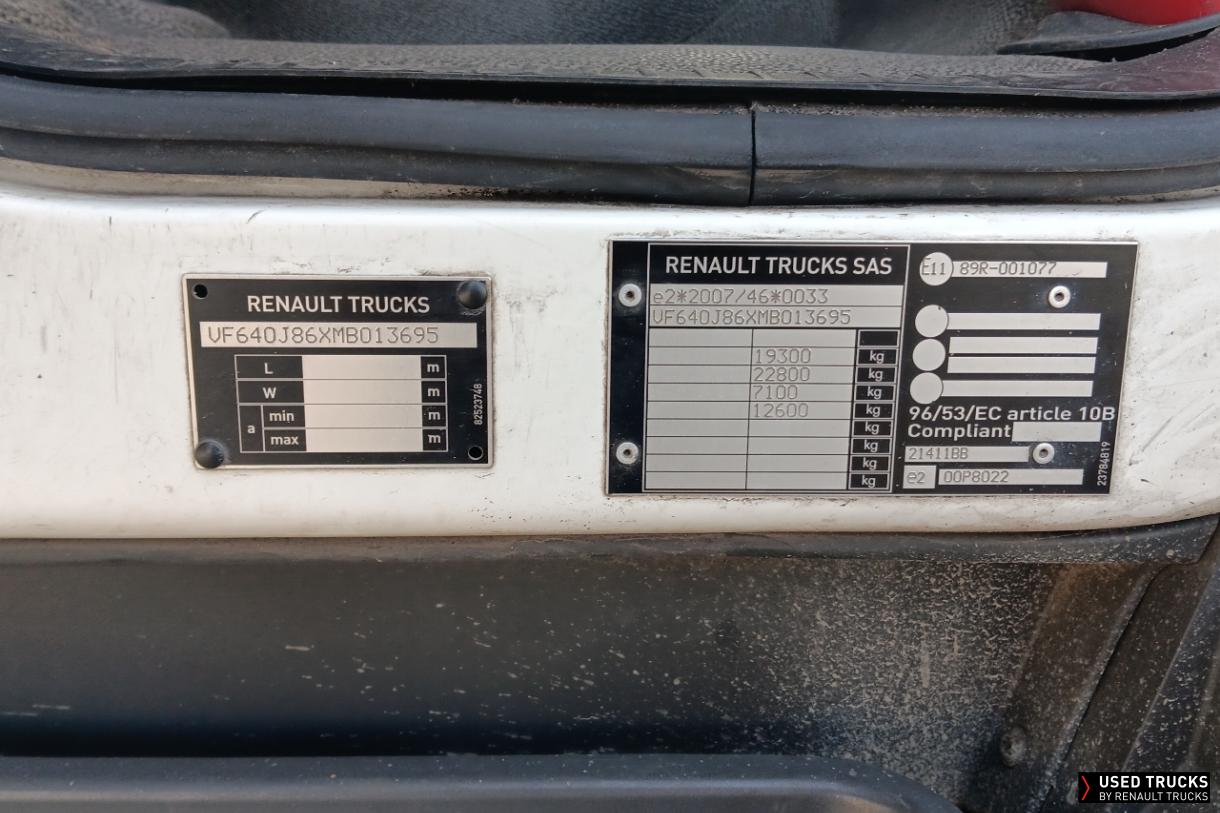 RENAULT TRUCKS
VF640J86XMB013695
L m
W m
a min m
max m
82523748
RENAULT TRUCKS SAS
e2*2007/46*0033
VF640J86XMB013695
19300 kg
22800 kg
7100 kg
12600 kg
kg
kg
kg
kg
E11 89R-001077
96/53/EC article 10B
Compliant
21411BB
e2 00P8022
23784819
USED TRUCKS
BY RENAULT TRUCKS